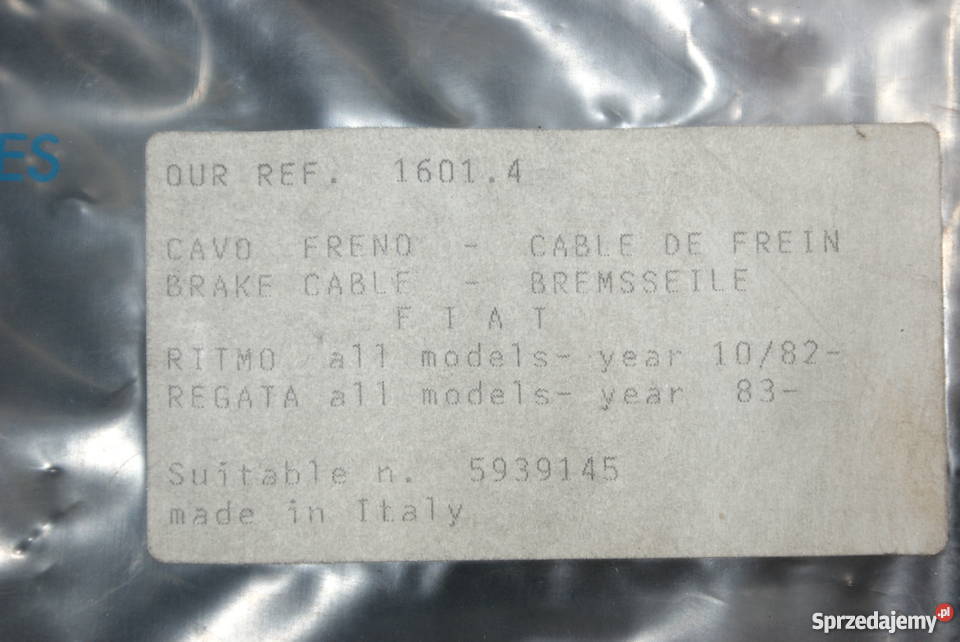 ES
OUR REF. 1601.4
CAVO FRENO - CABLE DE FREIN
BRAKE CABLE - BREMSSEILE
FIAT
RITMO all models- year 10/82-
REGATA all models- year 83-
Suitable n. 5939145
made in Italy
Sprzedajemy.pl